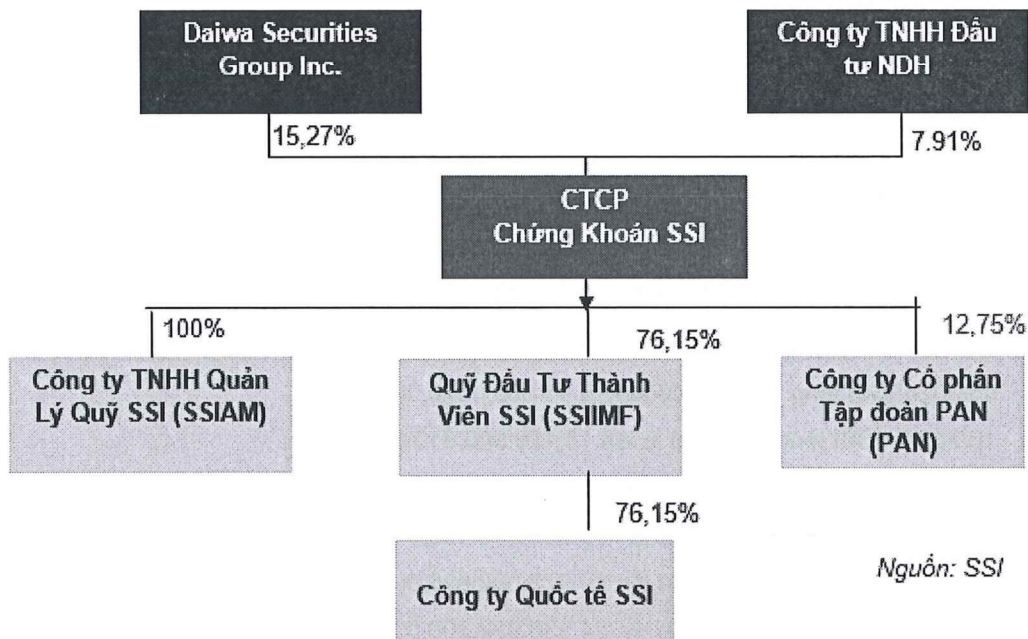 Daiwa Securities
Group Inc.
Công ty TNHH Đầu
tư NDH
15,27%
7.91%
CTCP
Chứng Khoán SSI
100%
76,15%
12,75%
Công ty TNHH Quản
Lý Quỹ SSI (SSIAM)
Quỹ Đầu Tư Thành
Viên SSI (SSIIMF)
Công ty Cổ phần
Tập đoàn PAN
(PAN)
76,15%
Công ty Quốc tế SSI
Nguồn: SSI